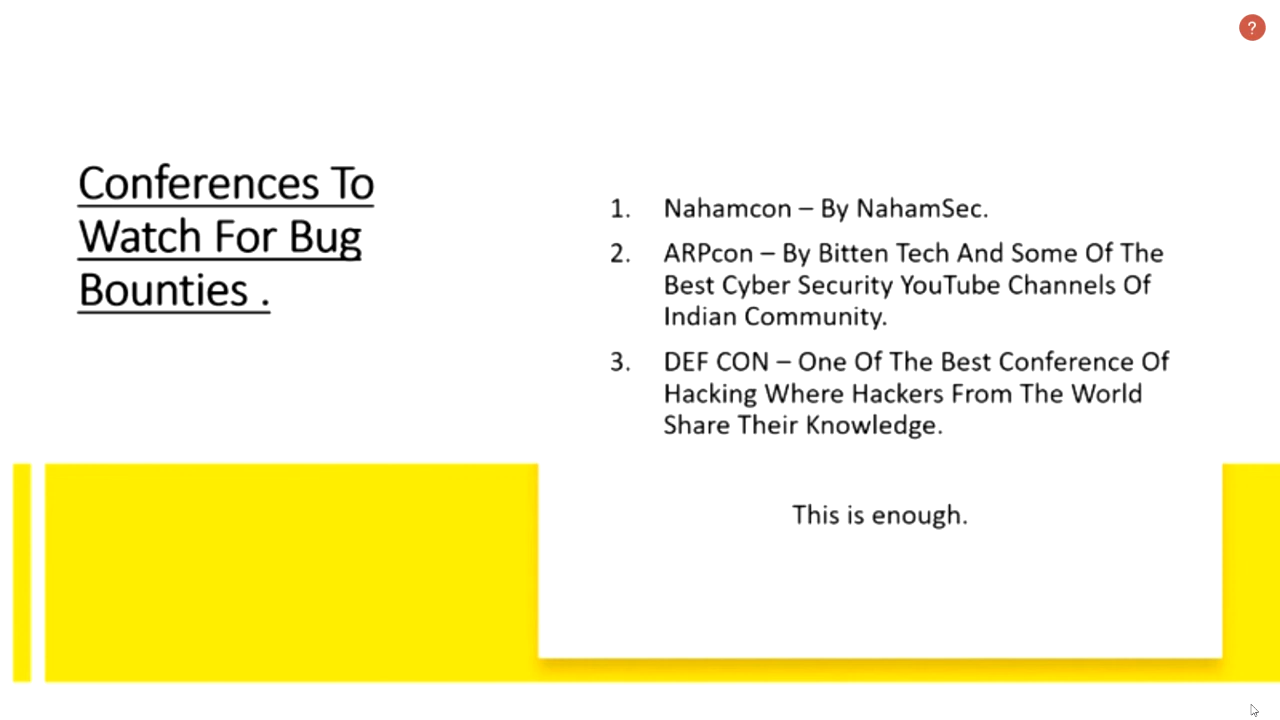 ?
Conferences To
Watch For Bug
Bounties .
1. Nahamcon – By NahamSec.
2. ARPcon – By Bitten Tech And Some Of The
Best Cyber Security YouTube Channels Of
Indian Community.
3. DEF CON – One Of The Best Conference Of
Hacking Where Hackers From The World
Share Their Knowledge.
This is enough.